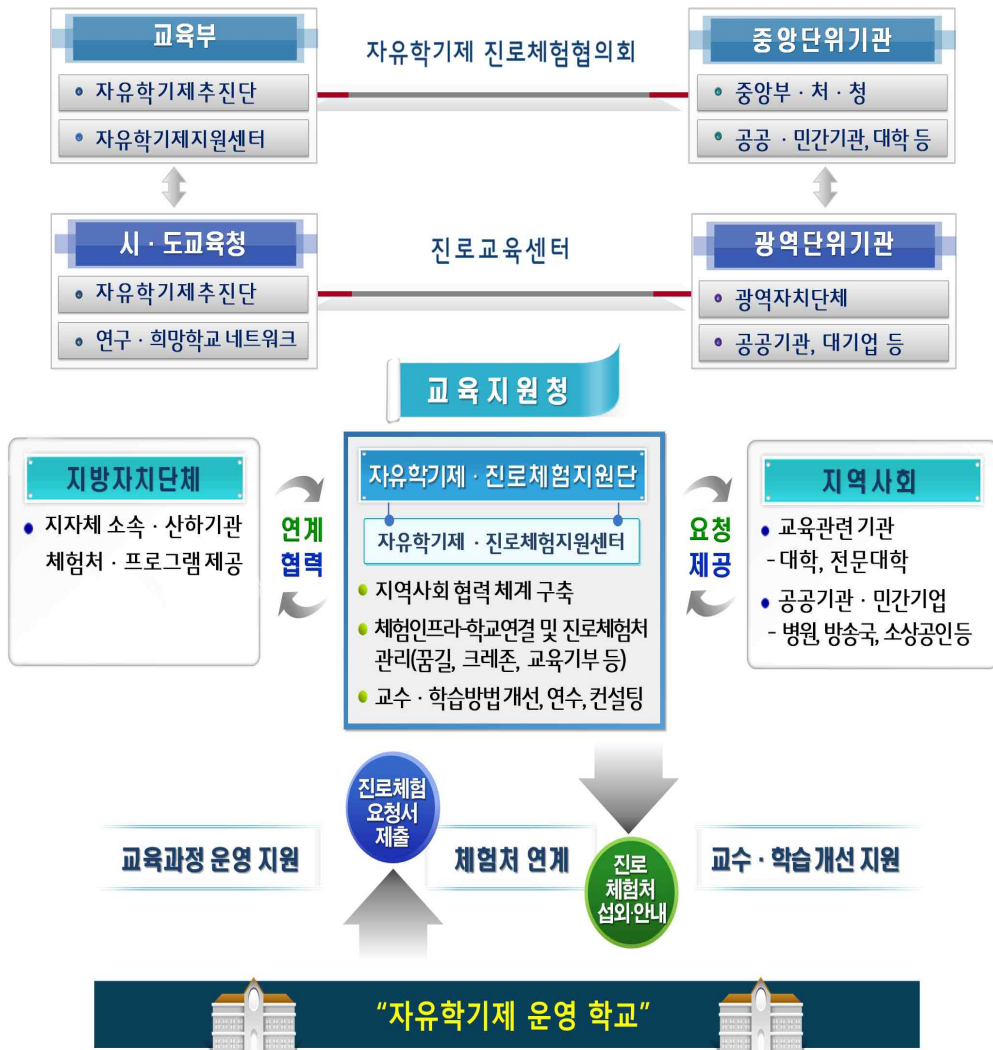 교육부
자유학기제추진단
자유학기제지원센터
자유학기제 진로체험협의회
중앙단위기관
중앙부 · 처 · 청
공공 · 민간기관, 대학 등
시 · 도교육청
자유학기제추진단
연구 · 희망학교 네트워크
진로교육센터
광역단위기관
광역자치단체
공공기관, 대기업 등
교육지원청
지방자치단체
지자체 소속 · 산하기관
체험처 · 프로그램 제공
연계
협력
자유학기제 · 진로체험지원단
자유학기제 · 진로체험지원센터
지역사회 협력 체계 구축
체험인프라-학교연결 및 진로체험처
관리(꿈길, 크레존, 교육기부 등)
교수 · 학습방법 개선, 연수, 컨설팅
요청
제공
지역사회
교육관련 기관
- 대학, 전문대학
공공기관 · 민간기업
- 병원, 방송국, 소상공인등
교육과정 운영 지원
진로체험
요청서
제출
체험처 연계
진로
체험처
섭외·안내
교수 · 학습 개선 지원
“자유학기제 운영 학교”